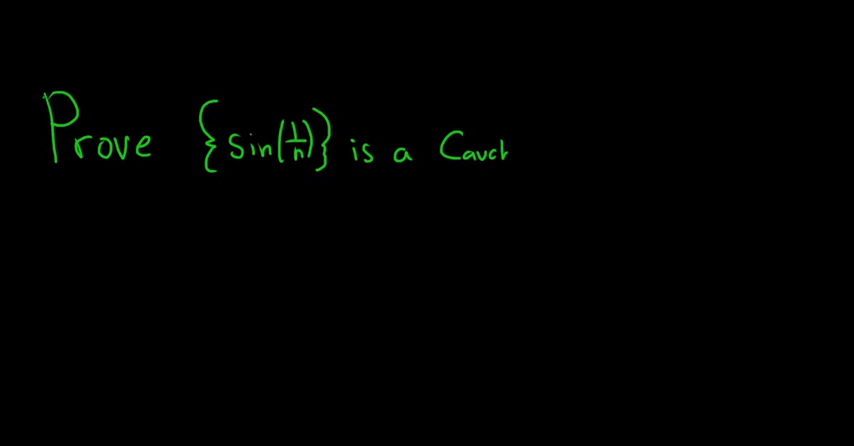 Prove {sin(1/n)} is a Cauch